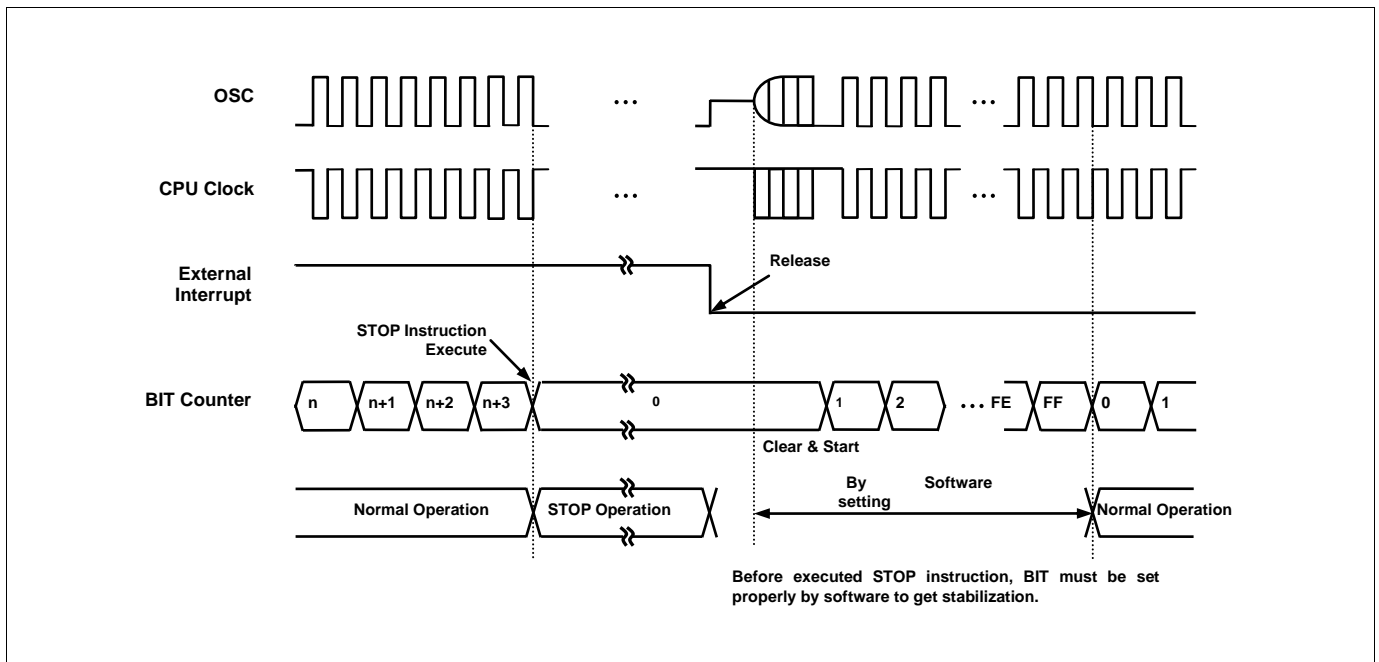 OSC
...
...
CPU Clock
...
...
Release
External
Interrupt
STOP Instruction
Execute
BIT Counter
n
n+1
n+2
n+3
0
1
2
... FE
FF
0
1
Clear & Start
By Software
setting
Normal Operation
STOP Operation
Normal Operation
Before executed STOP instruction, BIT must be set
properly by software to get stabilization.